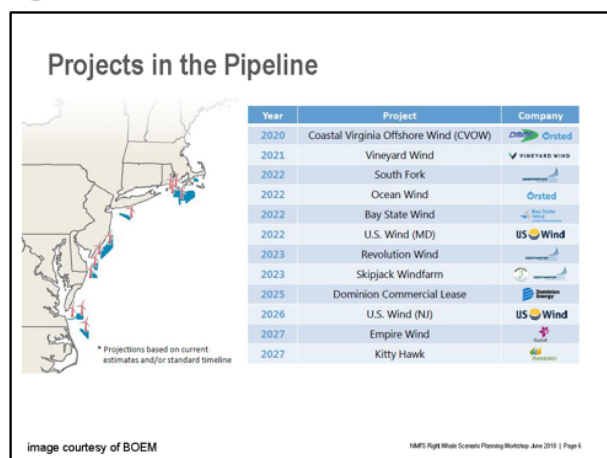 Projects in the Pipeline
Year Project Company
2020 Coastal Virginia Offshore Wind (CVOW) Ørsted
2021 Vineyard Wind VINEYARD WIND
2022 South Fork
2022 Ocean Wind Ørsted
2022 Bay State Wind Bay State Wind
2022 U.S. Wind (MD) US Wind
2023 Revolution Wind
2023 Skipjack Windfarm
2025 Dominion Commercial Lease Dominion Energy
2026 U.S. Wind (NJ) US Wind
2027 Empire Wind
2027 Kitty Hawk
* Projections based on current
estimates and/or standard timeline
image courtesy of BOEM
NMFS Right Whale Scenario Planning Workshop June 2018 | Page 6